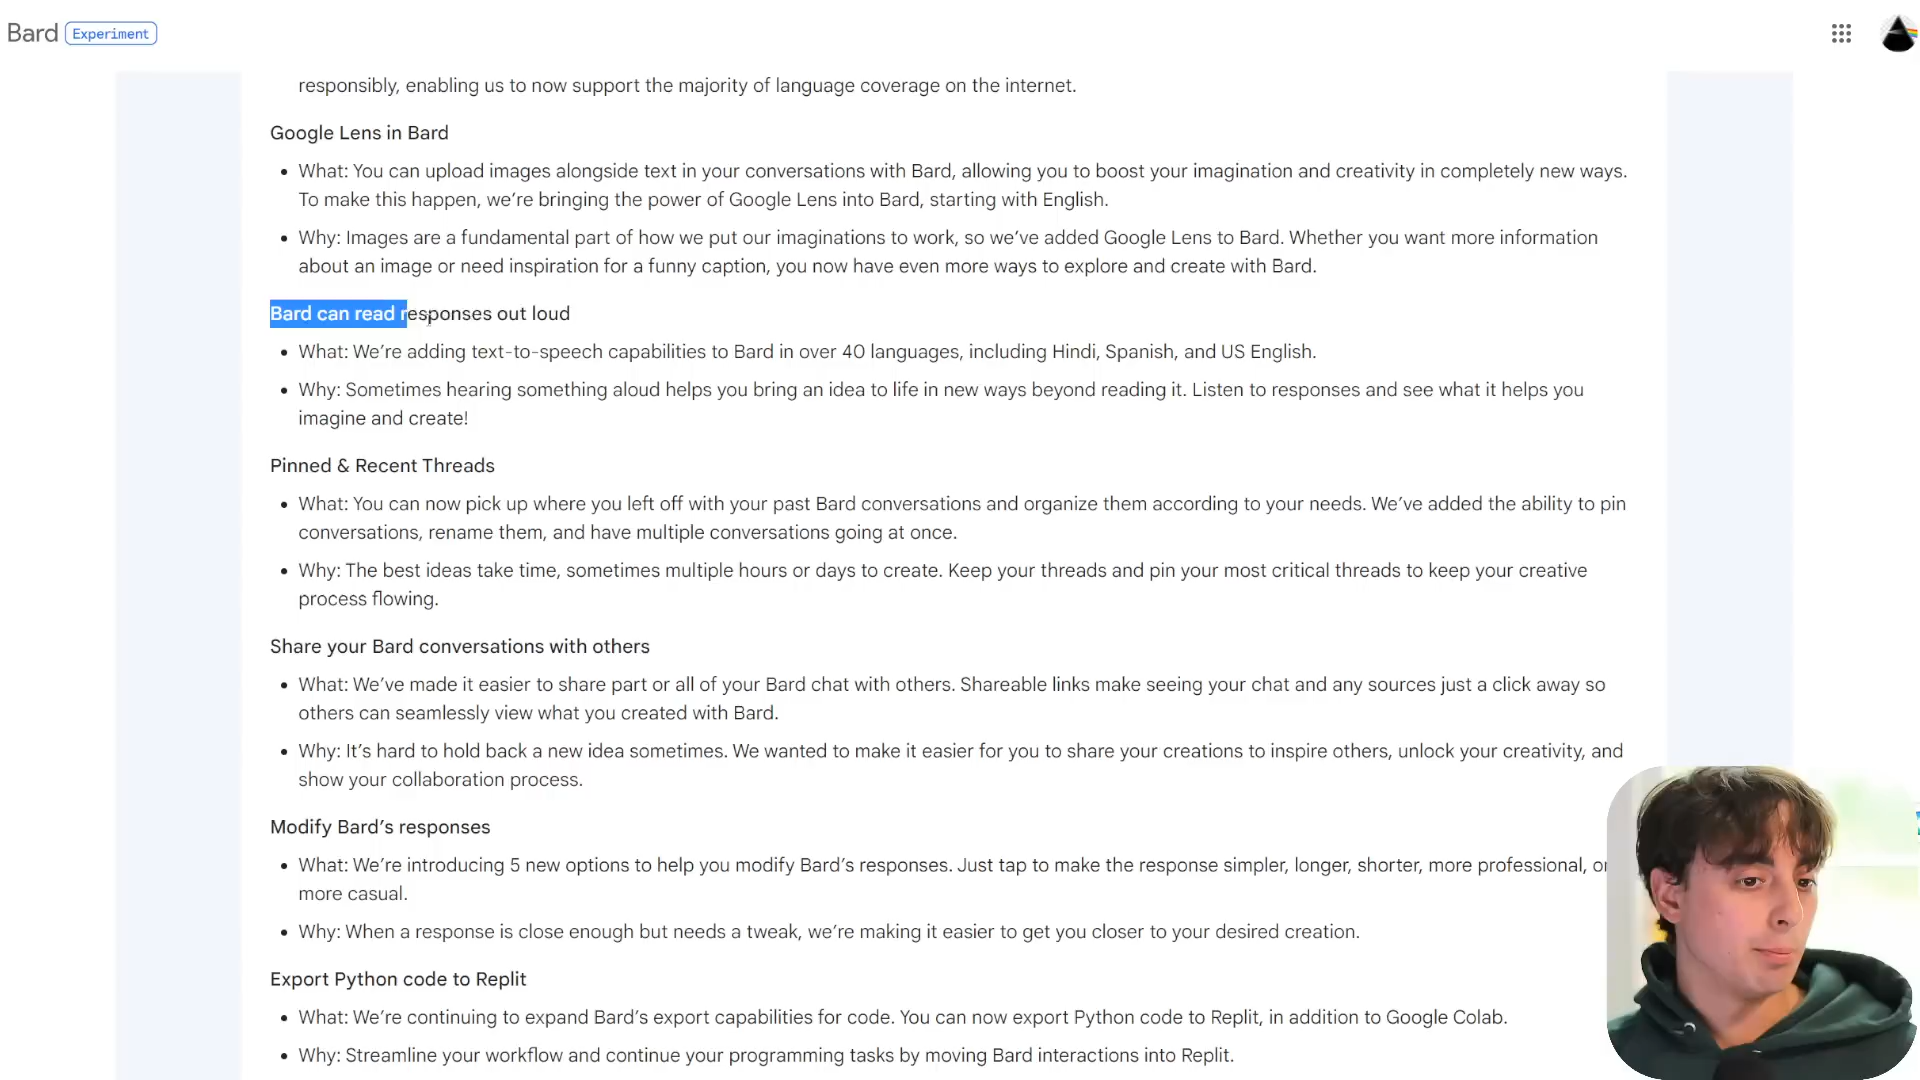 Bard Experiment
responsibly, enabling us to now support the majority of language coverage on the internet.
Google Lens in Bard
• What: You can upload images alongside text in your conversations with Bard, allowing you to boost your imagination and creativity in completely new ways.
To make this happen, we’re bringing the power of Google Lens into Bard, starting with English.
• Why: Images are a fundamental part of how we put our imaginations to work, so we’ve added Google Lens to Bard. Whether you want more information
about an image or need inspiration for a funny caption, you now have even more ways to explore and create with Bard.
Bard can read responses out loud
• What: We’re adding text-to-speech capabilities to Bard in over 40 languages, including Hindi, Spanish, and US English.
• Why: Sometimes hearing something aloud helps you bring an idea to life in new ways beyond reading it. Listen to responses and see what it helps you
imagine and create!
Pinned & Recent Threads
• What: You can now pick up where you left off with your past Bard conversations and organize them according to your needs. We’ve added the ability to pin
conversations, rename them, and have multiple conversations going at once.
• Why: The best ideas take time, sometimes multiple hours or days to create. Keep your threads and pin your most critical threads to keep your creative
process flowing.
Share your Bard conversations with others
• What: We’ve made it easier to share part or all of your Bard chat with others. Shareable links make seeing your chat and any sources just a click away so
others can seamlessly view what you created with Bard.
• Why: It’s hard to hold back a new idea sometimes. We wanted to make it easier for you to share your creations to inspire others, unlock your creativity, and
show your collaboration process.
Modify Bard’s responses
• What: We’re introducing 5 new options to help you modify Bard’s responses. Just tap to make the response simpler, longer, shorter, more professional, or
more casual.
• Why: When a response is close enough but needs a tweak, we’re making it easier to get you closer to your desired creation.
Export Python code to Replit
• What: We’re continuing to expand Bard’s export capabilities for code. You can now export Python code to Replit, in addition to Google Colab.
• Why: Streamline your workflow and continue your programming tasks by moving Bard interactions into Replit.